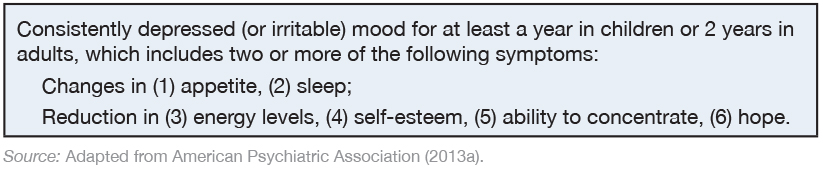 Consistently depressed (or irritable) mood for at least a year in children or 2 years in
adults, which includes two or more of the following symptoms:
Changes in (1) appetite, (2) sleep;
Reduction in (3) energy levels, (4) self-esteem, (5) ability to concentrate, (6) hope.
Source: Adapted from American Psychiatric Association (2013a).